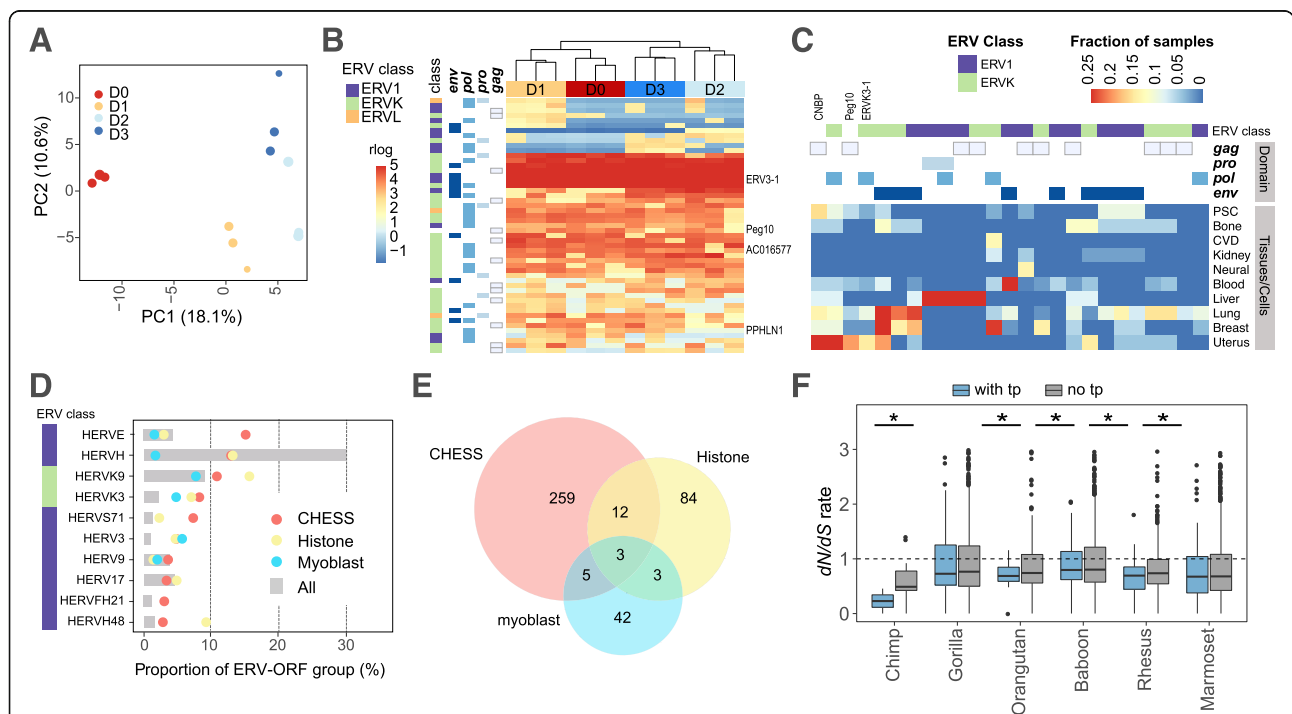 A
D0
D1
D2
D3
10
5
0
−5
−10
−5
0
5
PC2 (10.6%)
PC1 (18.1%)
B
ERV class
ERV1
ERVK
ERVL
rlog
5
4
3
2
1
0
−1
class
env
pol
pro
gag
D1
D0
D3
D2
ERV3-1
Peg10
AC016577
PPHLN1
C
ERV Class
ERV1
ERVK
Fraction of samples
0.25
0.2
0.15
0.1
0.05
0
CNBP
Peg10
ERVK3-1
ERV class
gag
pro
pol
env
Domain
PSC
Bone
CVD
Kidney
Neural
Blood
Liver
Lung
Breast
Uterus
Tissues/Cells
D
ERV class
HERVE
HERVH
HERVK9
HERVK3
HERVS71
HERV3
HERV9
HERV17
HERVFH21
HERVH48
CHESS
Histone
Myoblast
All
0
10
20
30
Proportion of ERV-ORF group (%)
E
CHESS
Histone
myoblast
259
12
84
3
5
3
42
F
with tp
no tp
* * * * *
3
2
1
0
dN/dS rate
Chimp
Gorilla
Orangutan
Baboon
Rhesus
Marmoset